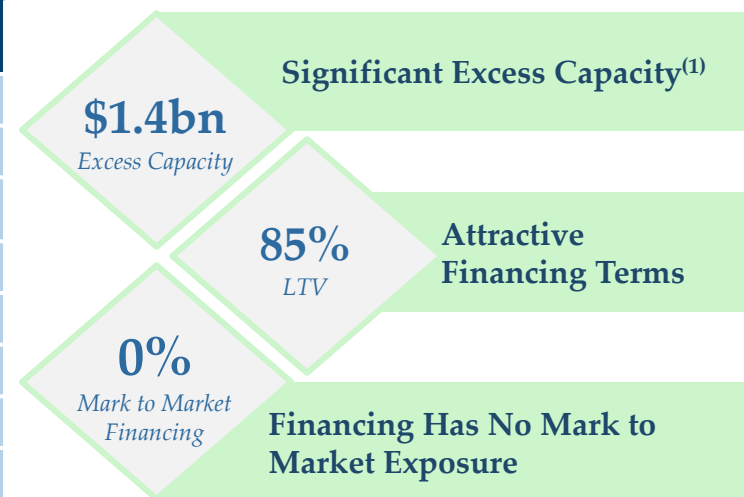 Significant Excess Capacity(1)
$1.4bn
Excess Capacity
85%
LTV
Attractive
Financing Terms
0%
Mark to Market
Financing
Financing Has No Mark to
Market Exposure